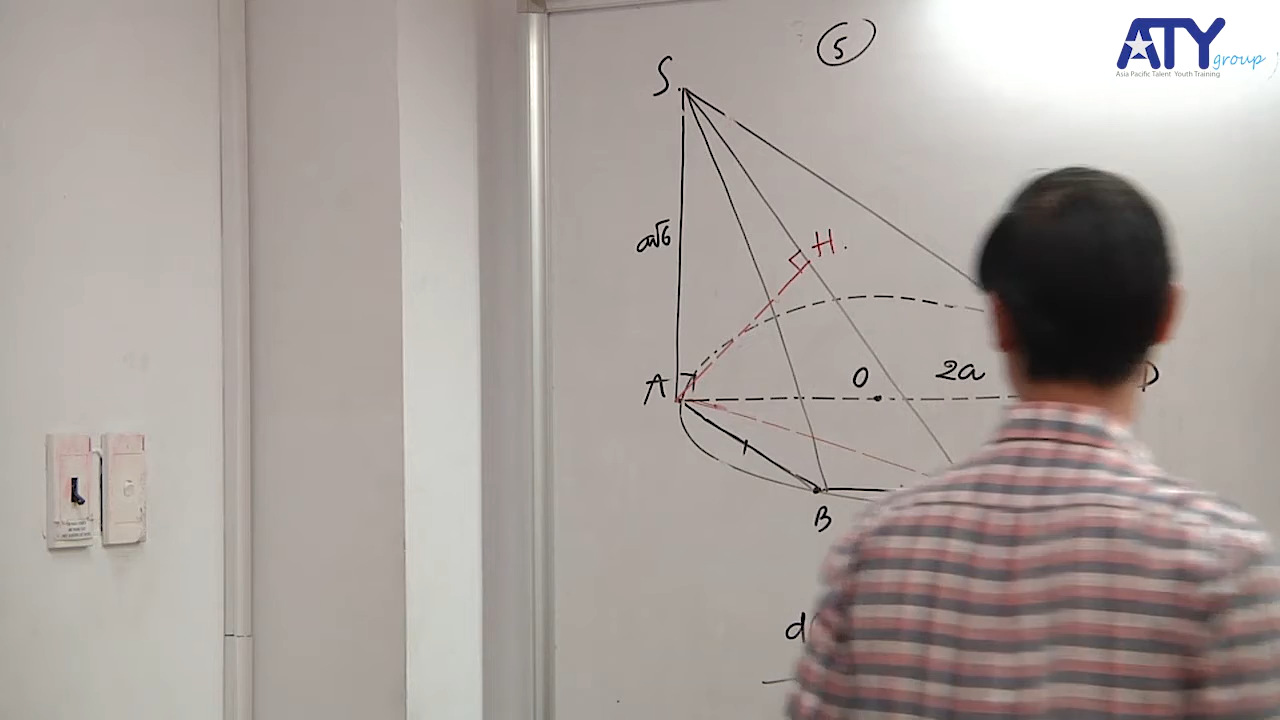 ATY group
Asia Pacific Talent Youth Training
5
S
a√6
H.
A
O
2a
D
B
d